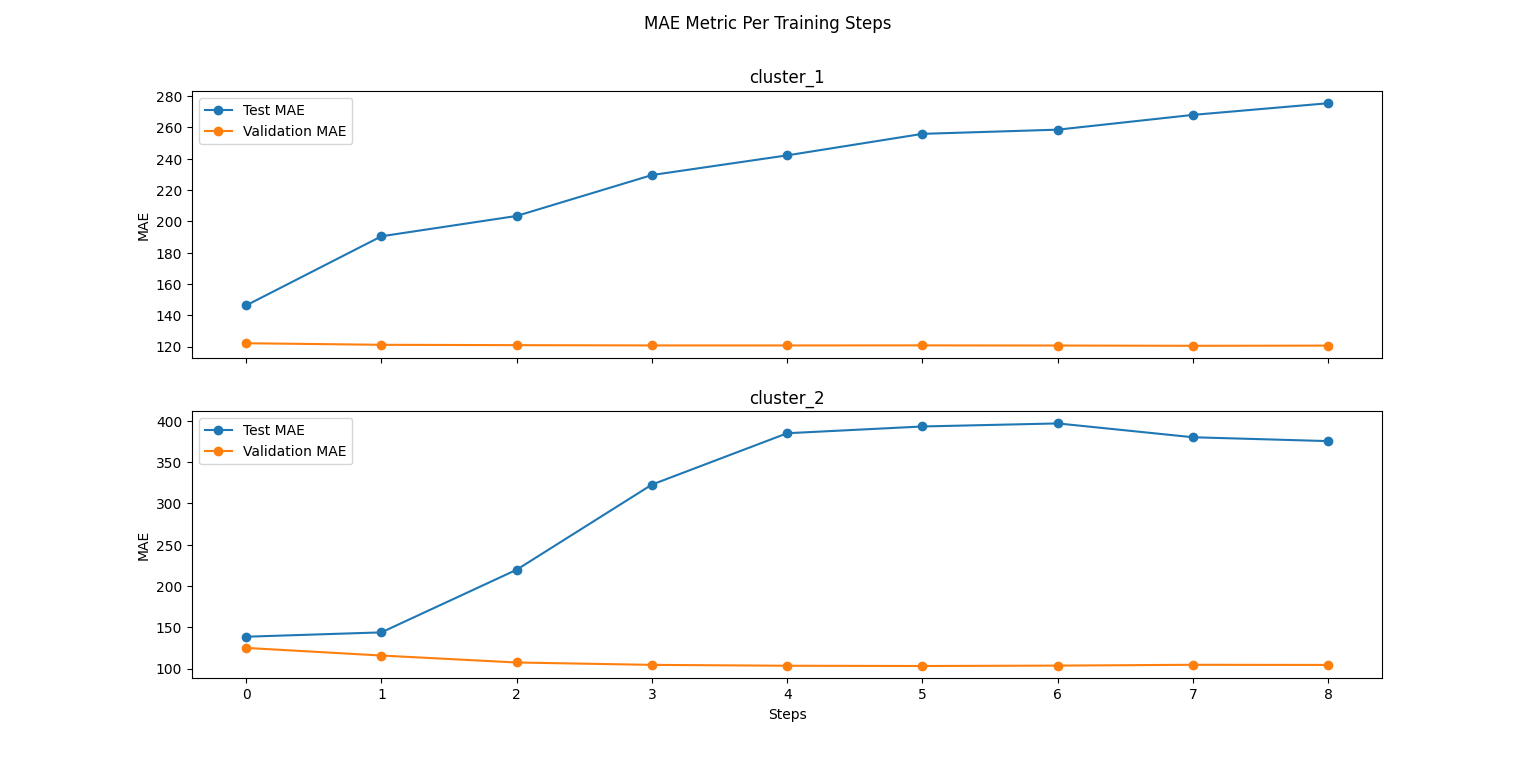 MAE Metric Per Training Steps
cluster_1
280
260
240
220
200
180
160
140
120
MAE
Test MAE
Validation MAE
cluster_2
400
350
300
250
200
150
100
MAE
Test MAE
Validation MAE
0 1 2 3 4 5 6 7 8
Steps